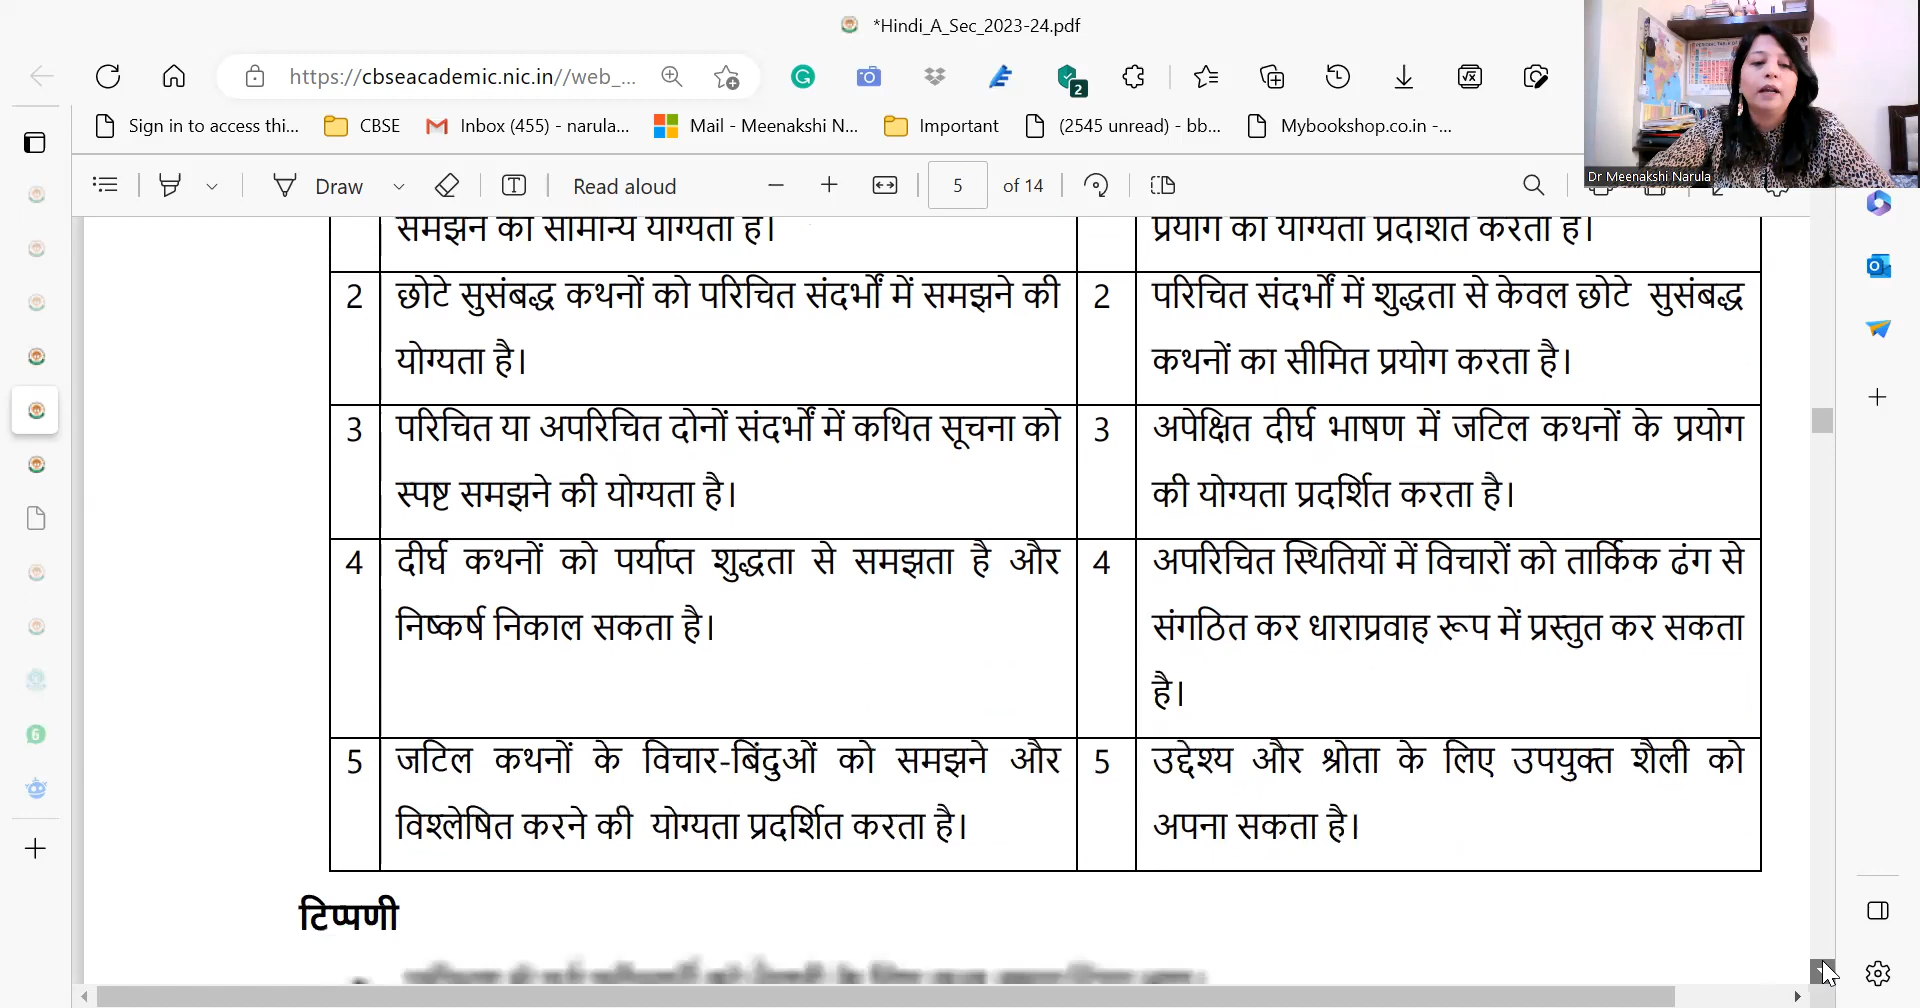 *Hindi_A_Sec_2023-24.pdf
https://cbseacademic.nic.in//web_...
2
Sign in to access thi...
CBSE
Inbox (455) - narula...
Mail - Meenakshi N...
Important
(2545 unread) - bb...
Mybookshop.co.in -...
Draw
Read aloud
5 of 14
Dr Meenakshi Narula
समझने की सामान्य योग्यता है।
प्रयोग की योग्यता प्रदर्शित करता है।
2 छोटे सुसंबद्ध कथनों को परिचित संदर्भों में समझने की
योग्यता है।
2 परिचित संदर्भों में शुद्धता से केवल छोटे सुसंबद्ध
कथनों का सीमित प्रयोग करता है।
3 परिचित या अपरिचित दोनों संदर्भों में कथित सूचना को
स्पष्ट समझने की योग्यता है।
3 अपेक्षित दीर्घ भाषण में जटिल कथनों के प्रयोग
की योग्यता प्रदर्शित करता है।
4 दीर्घ कथनों को पर्याप्त शुद्धता से समझता है और
निष्कर्ष निकाल सकता है।
4 अपरिचित स्थितियों में विचारों को तार्किक ढंग से
संगठित कर धाराप्रवाह रूप में प्रस्तुत कर सकता
है।
5 जटिल कथनों के विचार-बिंदुओं को समझने और
विश्लेषित करने की योग्यता प्रदर्शित करता है।
5 उद्देश्य और श्रोता के लिए उपयुक्त शैली को
अपना सकता है।
टिप्पणी
6